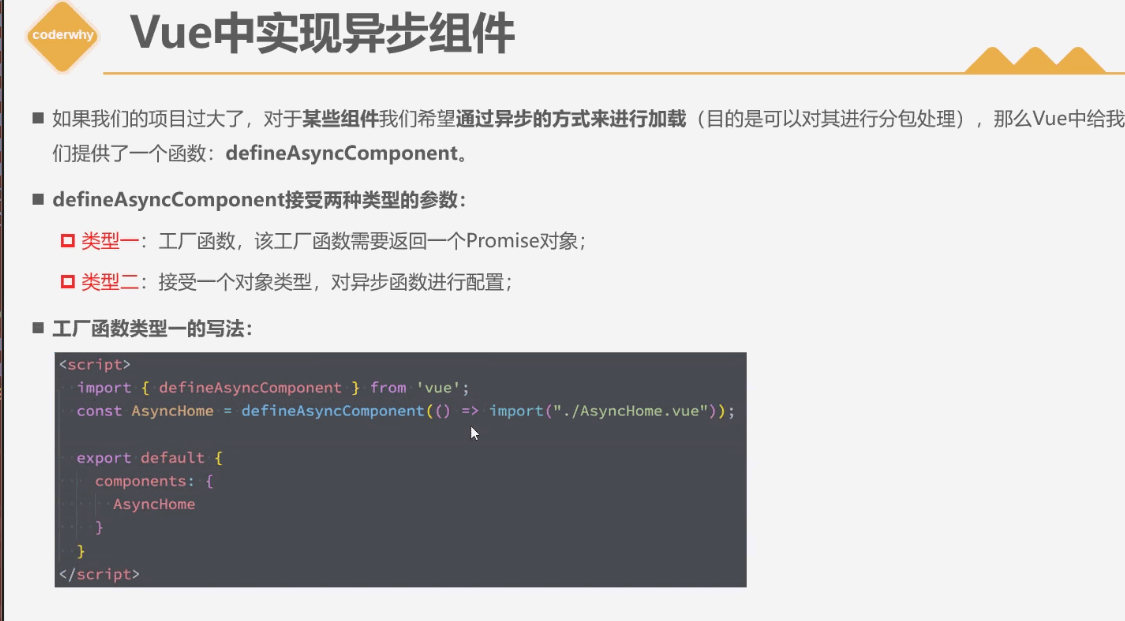 coderwhy
Vue中实现异步组件
■ 如果我们的项目过大了，对于某些组件我们希望通过异步的方式来进行加载（目的是可以对其进行分包处理），那么Vue中给我
们提供了一个函数：defineAsyncComponent。
■ defineAsyncComponent接受两种类型的参数：
类型一：工厂函数，该工厂函数需要返回一个Promise对象；
类型二：接受一个对象类型，对异步函数进行配置；
■ 工厂函数类型一的写法：
<script>
import { defineAsyncComponent } from 'vue';
const AsyncHome = defineAsyncComponent(() => import("./AsyncHome.vue"));
export default {
components: {
AsyncHome
}
}
</script>